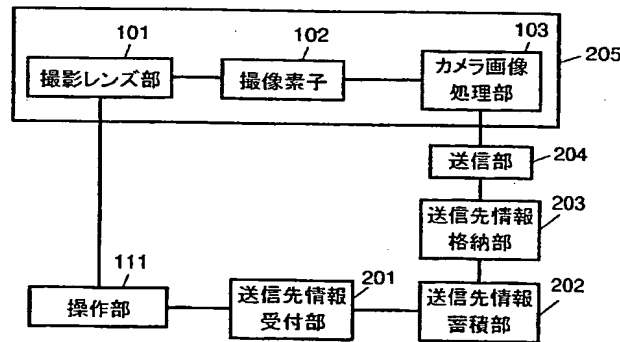 101
102
103
205
撮影レンズ部
撮像素子
カメラ画像
処理部
送信部
204
送信先情報
格納部
203
111
操作部
201
送信先情報
受付部
送信先情報
蓄積部
202